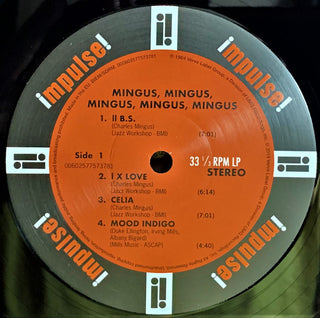 impulse!
MINGUS, MINGUS,
MINGUS, MINGUS, MINGUS
1. II B.S.
(Charles Mingus)
(Jazz Workshop - BMI) (7:01)
Side 1
00602577573781
33 1/3 RPM LP
STEREO
2. I X LOVE
(Charles Mingus)
(Jazz Workshop - BMI) (6:14)
3. CELIA
(Charles Mingus)
(Jazz Workshop - BMI) (7:01)
4. MOOD INDIGO
(Duke Ellington, Irving Mills,
Albany Bigard)
(Mills Music - ASCAP) (4:40)
impulse!
impulse!
impulse!